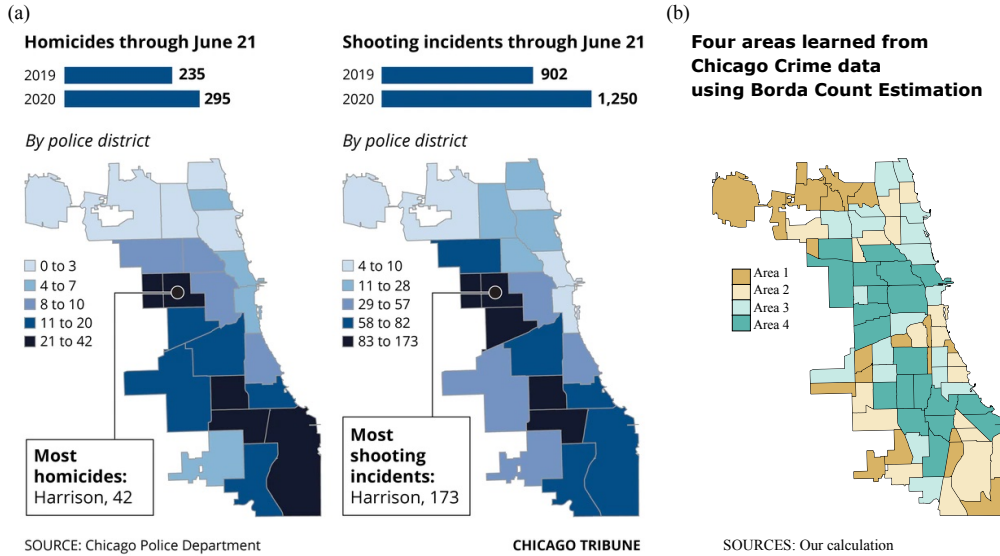 (a)
Homicides through June 21
2019 235
2020 295
By police district
0 to 3
4 to 7
8 to 10
11 to 20
21 to 42
Most
homicides:
Harrison, 42
SOURCE: Chicago Police Department
Shooting incidents through June 21
2019 902
2020 1,250
By police district
4 to 10
11 to 28
29 to 57
58 to 82
83 to 173
Most
shooting
incidents:
Harrison, 173
CHICAGO TRIBUNE
(b)
Four areas learned from
Chicago Crime data
using Borda Count Estimation
Area 1
Area 2
Area 3
Area 4
SOURCES: Our calculation